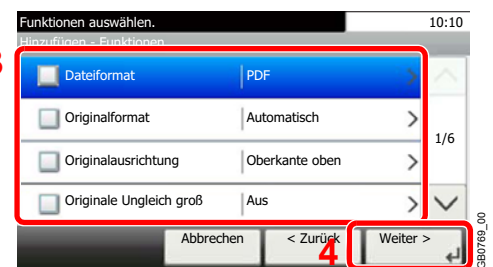 Funktionen auswählen. 10:10
Hinzufügen - Funktionen
3
Dateiformat PDF
Originalformat Automatisch
1/6
Originalausrichtung Oberkante oben
Originale Ungleich groß Aus
Abbrechen < Zurück 4 Weiter >
GB0769_00